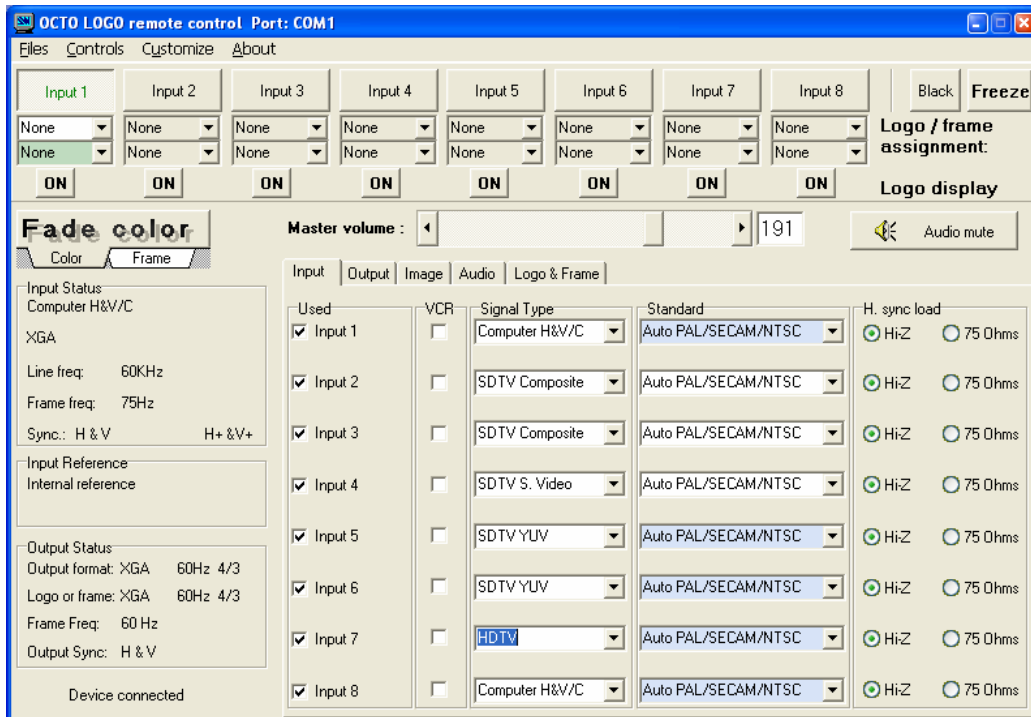 OCTO LOGO remote control Port: COM1
Files Controls Customize About
Input 1 Input 2 Input 3 Input 4 Input 5 Input 6 Input 7 Input 8 Black Freeze
None None None None None None None None Logo / frame
None None None None None None None None assignment:
ON ON ON ON ON ON ON ON Logo display
Fade color Master volume : 191 Audio mute
Color Frame
Input Output Image Audio Logo & Frame
Input Status
Computer H&V/C
XGA
Line freq: 60KHz
Frame freq: 75Hz
Sync.: H & V H+ &V+
Input Reference
Internal reference
Output Status
Output format: XGA 60Hz 4/3
Logo or frame: XGA 60Hz 4/3
Frame Freq: 60 Hz
Output Sync: H & V
Device connected
Used VCR Signal Type Standard H. sync load
Input 1 Computer H&V/C Auto PAL/SECAM/NTSC Hi-Z 75 Ohms
Input 2 SDTV Composite Auto PAL/SECAM/NTSC Hi-Z 75 Ohms
Input 3 SDTV Composite Auto PAL/SECAM/NTSC Hi-Z 75 Ohms
Input 4 SDTV S. Video Auto PAL/SECAM/NTSC Hi-Z 75 Ohms
Input 5 SDTV YUV Auto PAL/SECAM/NTSC Hi-Z 75 Ohms
Input 6 SDTV YUV Auto PAL/SECAM/NTSC Hi-Z 75 Ohms
Input 7 HDTV Auto PAL/SECAM/NTSC Hi-Z 75 Ohms
Input 8 Computer H&V/C Auto PAL/SECAM/NTSC Hi-Z 75 Ohms